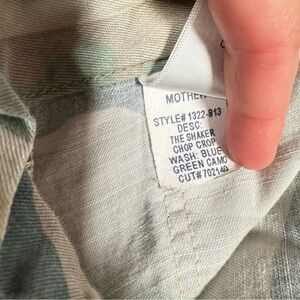 MOTHER
STYLE# 1322-813
DESC:
THE SHAKER
CHOP CROP
WASH: BLUE
GREEN CAMO
CUT# 702140